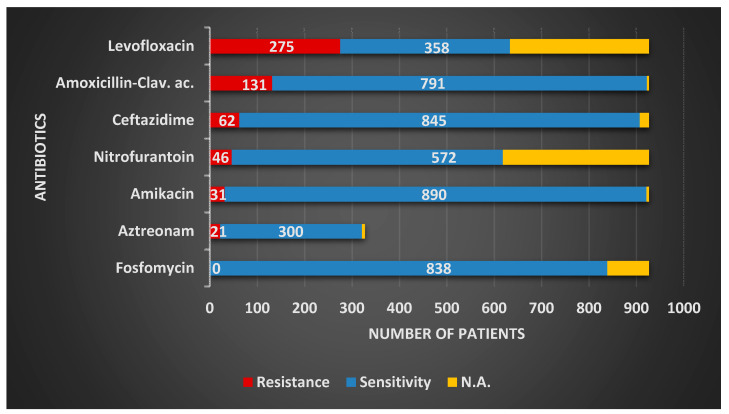 Levofloxacin 275 358
Amoxicillin-Clav. ac. 131 791
Ceftazidime 62 845
Nitrofurantoin 46 572
Amikacin 31 890
Aztreonam 21 300
Fosfomycin 0 838
ANTIBIOTICS
0 100 200 300 400 500 600 700 800 900 1000
NUMBER OF PATIENTS
Resistance Sensitivity N.A.